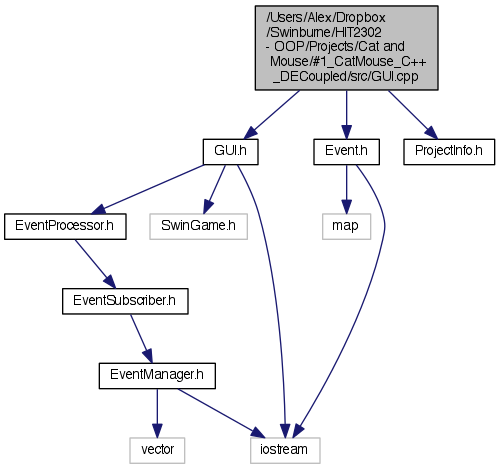 /Users/Alex/Dropbox
/Swinburne/HIT2302
- OOP/Projects/Cat and
Mouse/#1_CatMouse_C++
_DECoupled/src/GUI.cpp
GUI.h
Event.h
ProjectInfo.h
EventProcessor.h
SwinGame.h
map
EventSubscriber.h
EventManager.h
vector
iostream